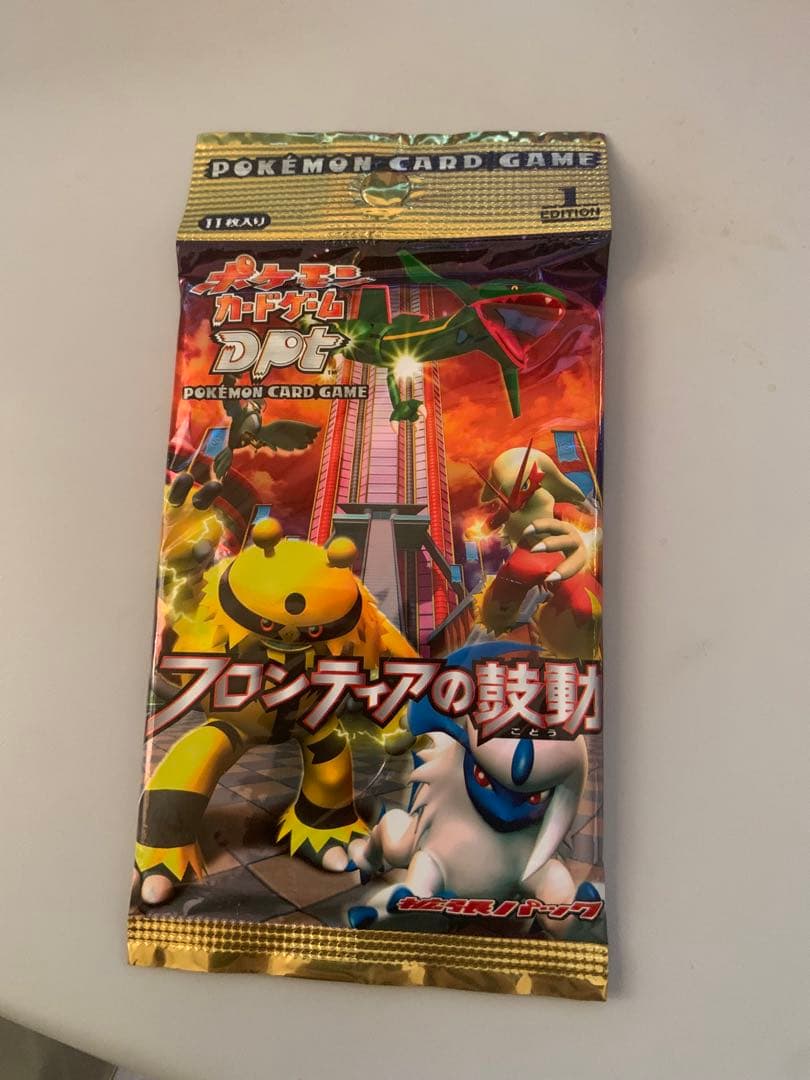 POKÉMON CARD GAME
11枚入り
1
EDITION
ポケモン
カードゲーム
DPt™
POKÉMON CARD GAME
フロンティアの鼓動
こどう
拡張パック